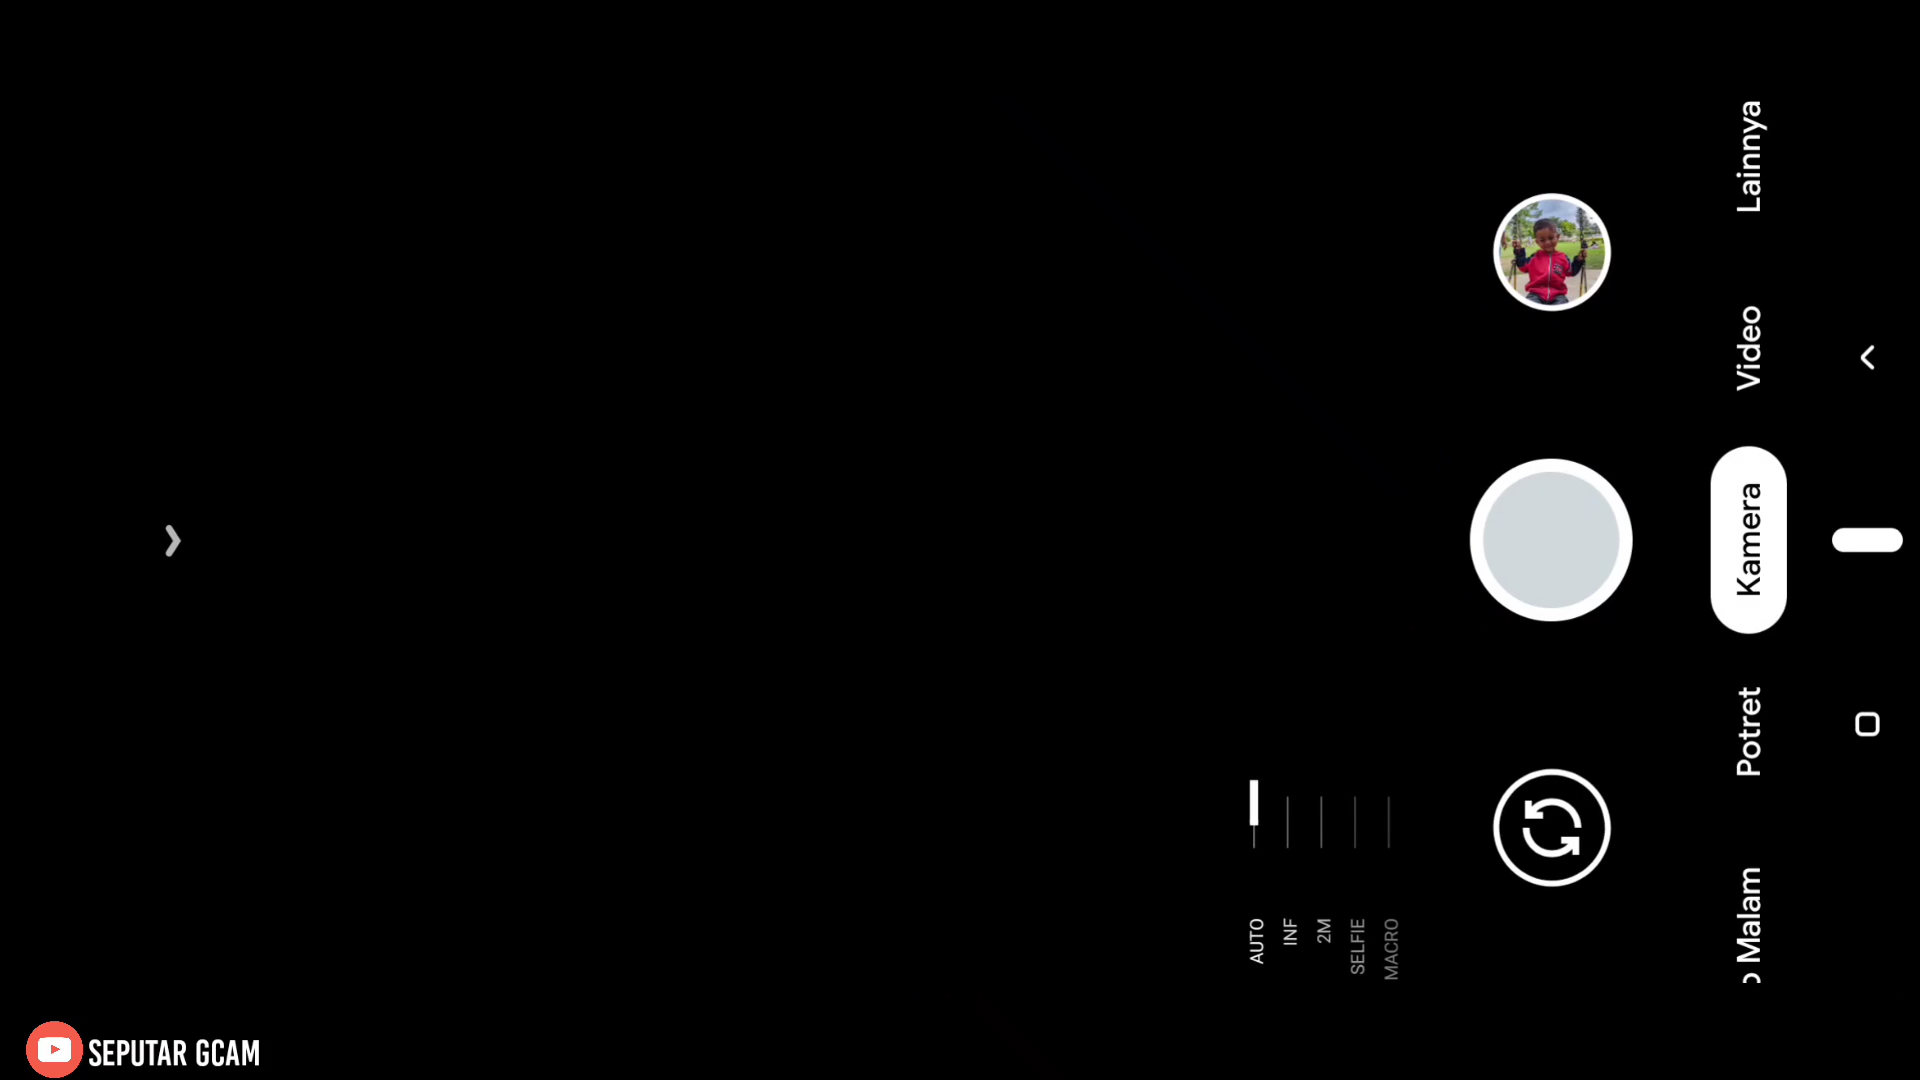 Lainnya
Video
Kamera
Potret
o Malam
AUTO
INF
2M
SELFIE
MACRO
SEPUTAR GCAM